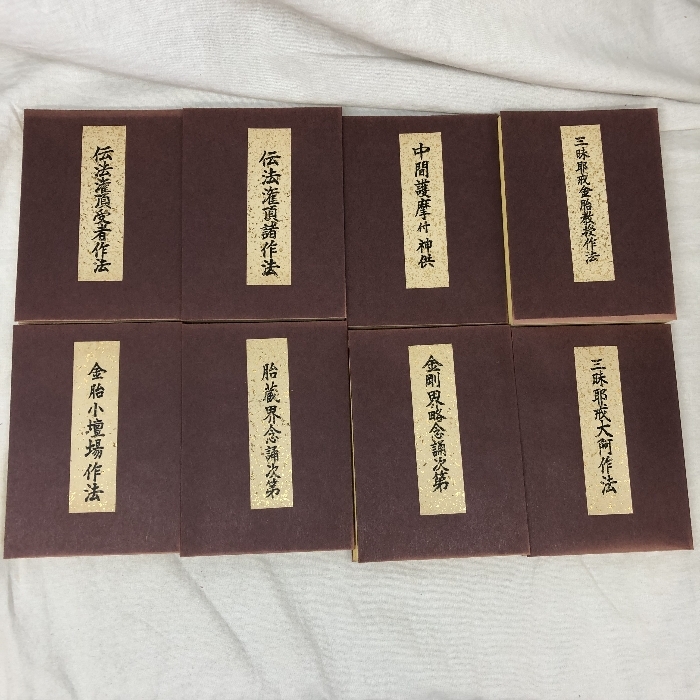 三昧耶戒金胎教授作法
中間護摩付神供
伝法潅頂諸作法
伝法潅頂受者作法
三昧耶戒大阿作法
金剛界略念誦次第
胎蔵界念誦次第
金胎小壇場作法